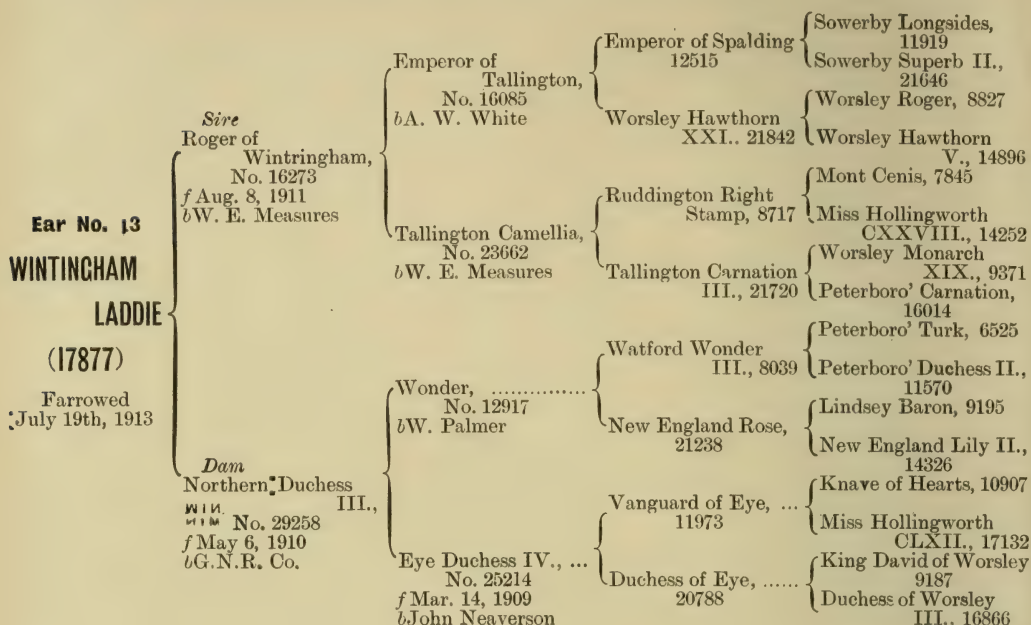 Ear No. 13
WINTINGHAM
LADDIE
(17877)
Farrowed
July 19th, 1913
Sire
Roger of
Wintringham,
No. 16273
f Aug. 8, 1911
bW. E. Measures
Dam
Northern Duchess
III.,
No. 29258
f May 6, 1910
bG.N.R. Co.
Emperor of
Tallington,
No. 16085
bA. W. White
Tallington Camellia,
No. 23662
bW. E. Measures
Wonder, ...............
No. 12917
bW. Palmer
Eye Duchess IV., ...
No. 25214
f Mar. 14, 1909
bJohn Neaverson
Emperor of Spalding
12515
Worsley Hawthorn
XXI.. 21842
Ruddington Right
Stamp, 8717
Tallington Carnation
III., 21720
Watford Wonder
III., 8039
New England Rose,
21238
Vanguard of Eye, ...
11973
Duchess of Eye, ......
20788
Sowerby Longsides,
11919
Sowerby Superb II.,
21646
Worsley Roger, 8827
Worsley Hawthorn
V., 14896
Mont Cenis, 7845
Miss Hollingworth
CXXVIII., 14252
Worsley Monarch
XIX., 9371
Peterboro' Carnation,
16014
Peterboro' Turk, 6525
Peterboro' Duchess II.,
11570
Lindsey Baron, 9195
New England Lily II.,
14326
Knave of Hearts, 10907
Miss Hollingworth
CLXII., 17132
King David of Worsley
9187
Duchess of Worsley
III., 16866